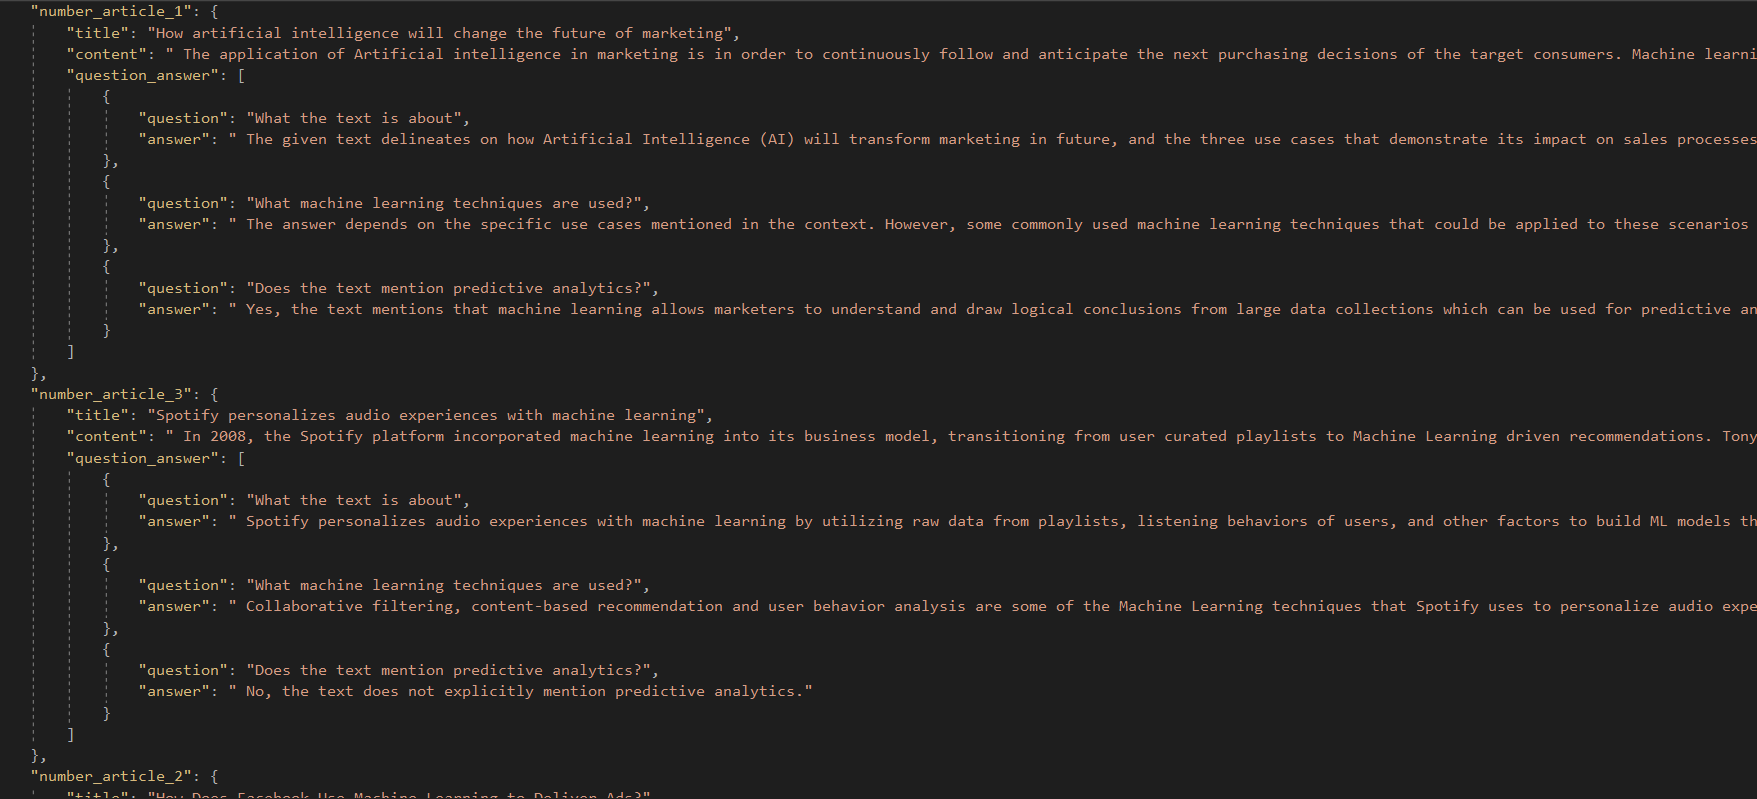 "number_article_1": {
"title": "How artificial intelligence will change the future of marketing",
"content": " The application of Artificial intelligence in marketing is in order to continuously follow and anticipate the next purchasing decisions of the target consumers. Machine learni
"question_answer": [
{
"question": "What the text is about",
"answer": " The given text delineates on how Artificial Intelligence (AI) will transform marketing in future, and the three use cases that demonstrate its impact on sales processes
},
{
"question": "What machine learning techniques are used?",
"answer": " The answer depends on the specific use cases mentioned in the context. However, some commonly used machine learning techniques that could be applied to these scenarios
},
{
"question": "Does the text mention predictive analytics?",
"answer": " Yes, the text mentions that machine learning allows marketers to understand and draw logical conclusions from large data collections which can be used for predictive an
}
]
},
"number_article_3": {
"title": "Spotify personalizes audio experiences with machine learning",
"content": " In 2008, the Spotify platform incorporated machine learning into its business model, transitioning from user curated playlists to Machine Learning driven recommendations. Tony
"question_answer": [
{
"question": "What the text is about",
"answer": " Spotify personalizes audio experiences with machine learning by utilizing raw data from playlists, listening behaviors of users, and other factors to build ML models th
},
{
"question": "What machine learning techniques are used?",
"answer": " Collaborative filtering, content-based recommendation and user behavior analysis are some of the Machine Learning techniques that Spotify uses to personalize audio expe
},
{
"question": "Does the text mention predictive analytics?",
"answer": " No, the text does not explicitly mention predictive analytics."
}
]
},
"number_article_2": {
"title": "How Does Facebook Use Machine Learning to Deliver Ads?"